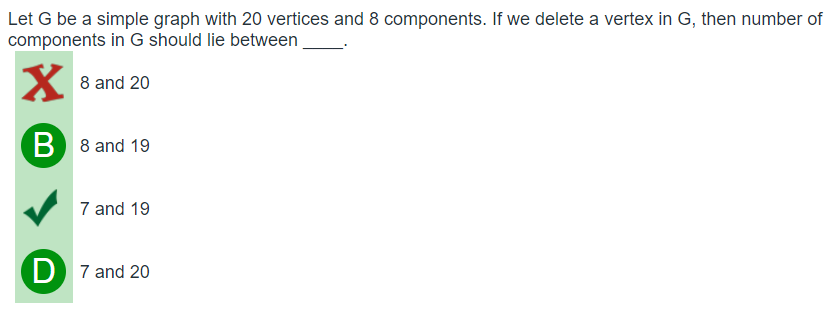 Let G be a simple graph with 20 vertices and 8 components. If we delete a vertex in G, then number of
components in G should lie between ____.
8 and 20
B 8 and 19
7 and 19
D 7 and 20